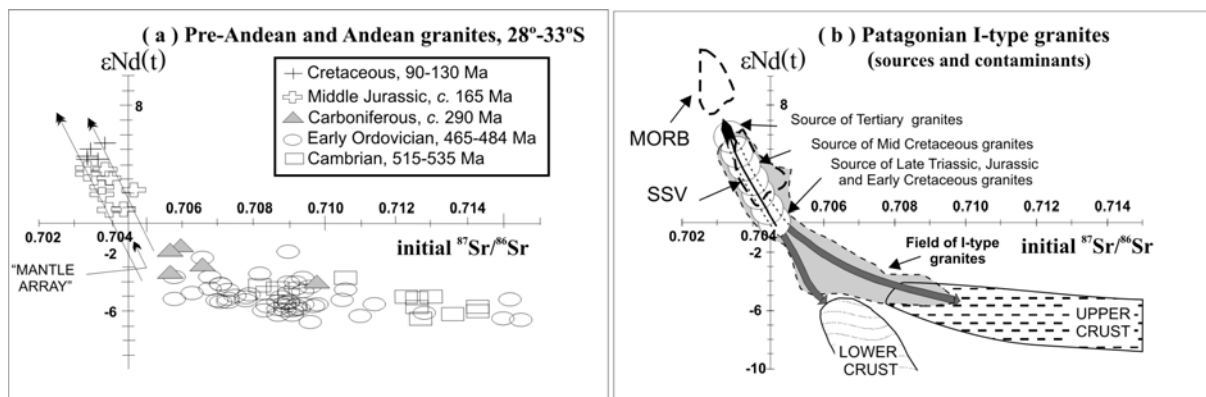 ( a ) Pre-Andean and Andean granites, 28º-33ºS
εNd(t)
Cretaceous, 90-130 Ma
Middle Jurassic, c. 165 Ma
Carboniferous, c. 290 Ma
Early Ordovician, 465-484 Ma
Cambrian, 515-535 Ma
8
0.702
0.704
0.706
0.708
0.710
0.712
0.714
-2
-6
initial ⁸⁷Sr/⁸⁶Sr
"MANTLE
ARRAY"
( b ) Patagonian I-type granites
(sources and contaminants)
εNd(t)
8
MORB
Source of Tertiary granites
Source of Mid Cretaceous granites
Source of Late Triassic, Jurassic
and Early Cretaceous granites
SSV
0.702
0.704
0.706
0.708
0.710
0.712
0.714
-2
-6
-10
initial ⁸⁷Sr/⁸⁶Sr
Field of I-type
granites
UPPER
CRUST
LOWER
CRUST